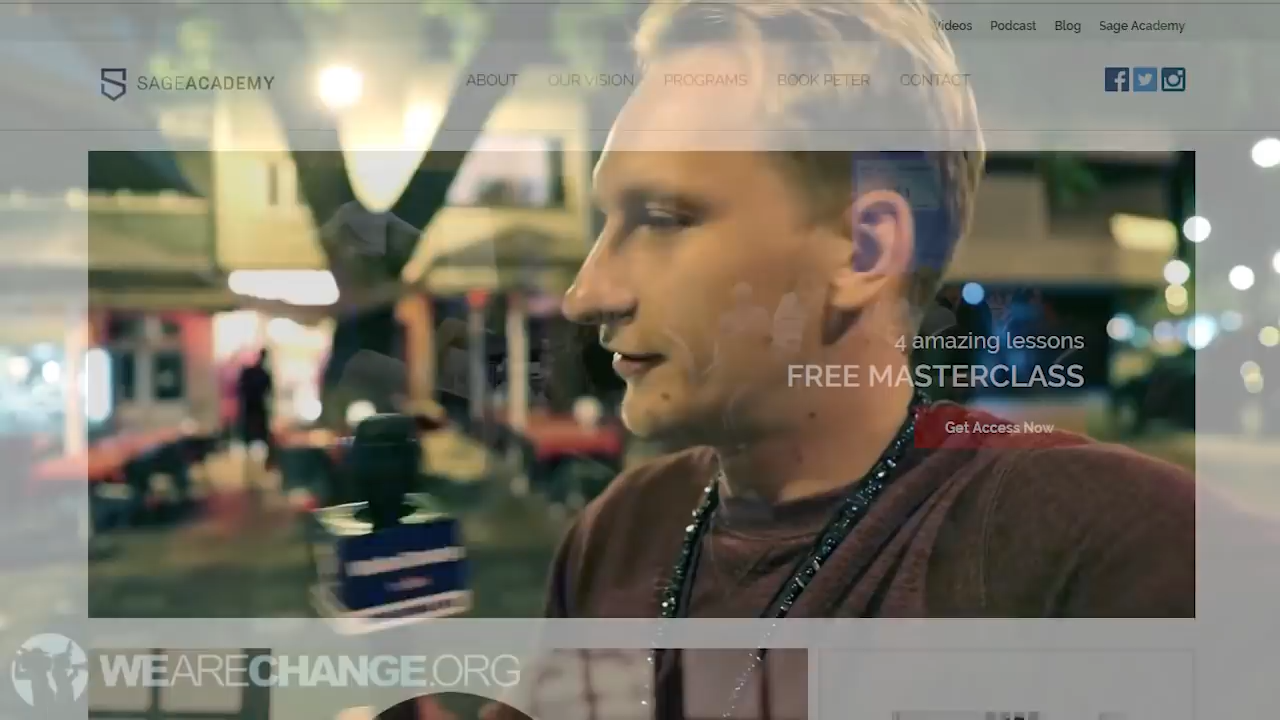 Videos Podcast Blog Sage Academy
SAGEACADEMY ABOUT OUR VISION PROGRAMS BOOK PETER CONTACT
4 amazing lessons
FREE MASTERCLASS
Get Access Now
WEARECHANGE.ORG